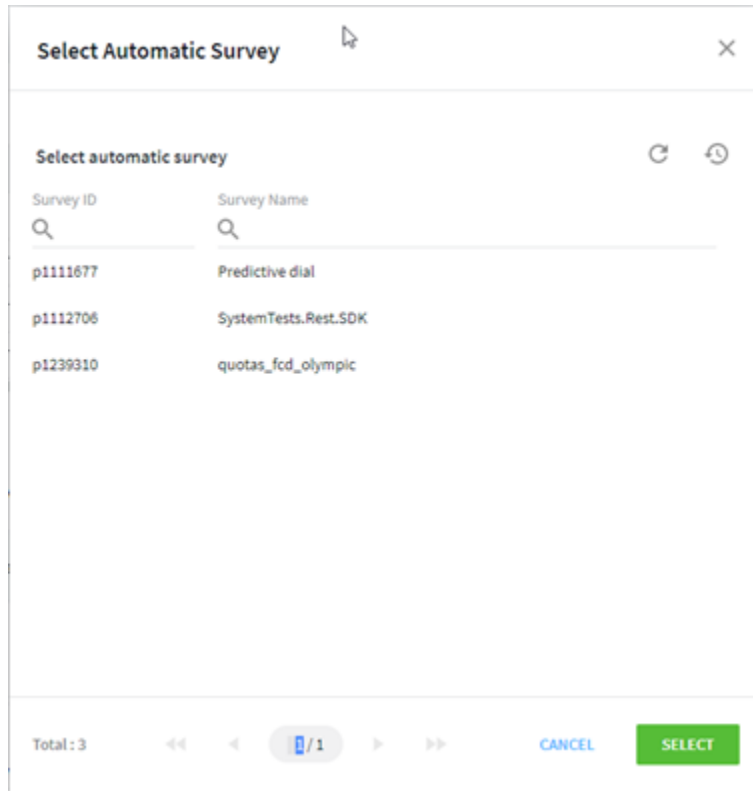 Select Automatic Survey
Select automatic survey
Survey ID Survey Name
p1111677 Predictive dial
p1112706 SystemTests.Rest.SDK
p1239310 quotas_fcd_olympic
Total : 3 1 / 1 CANCEL SELECT